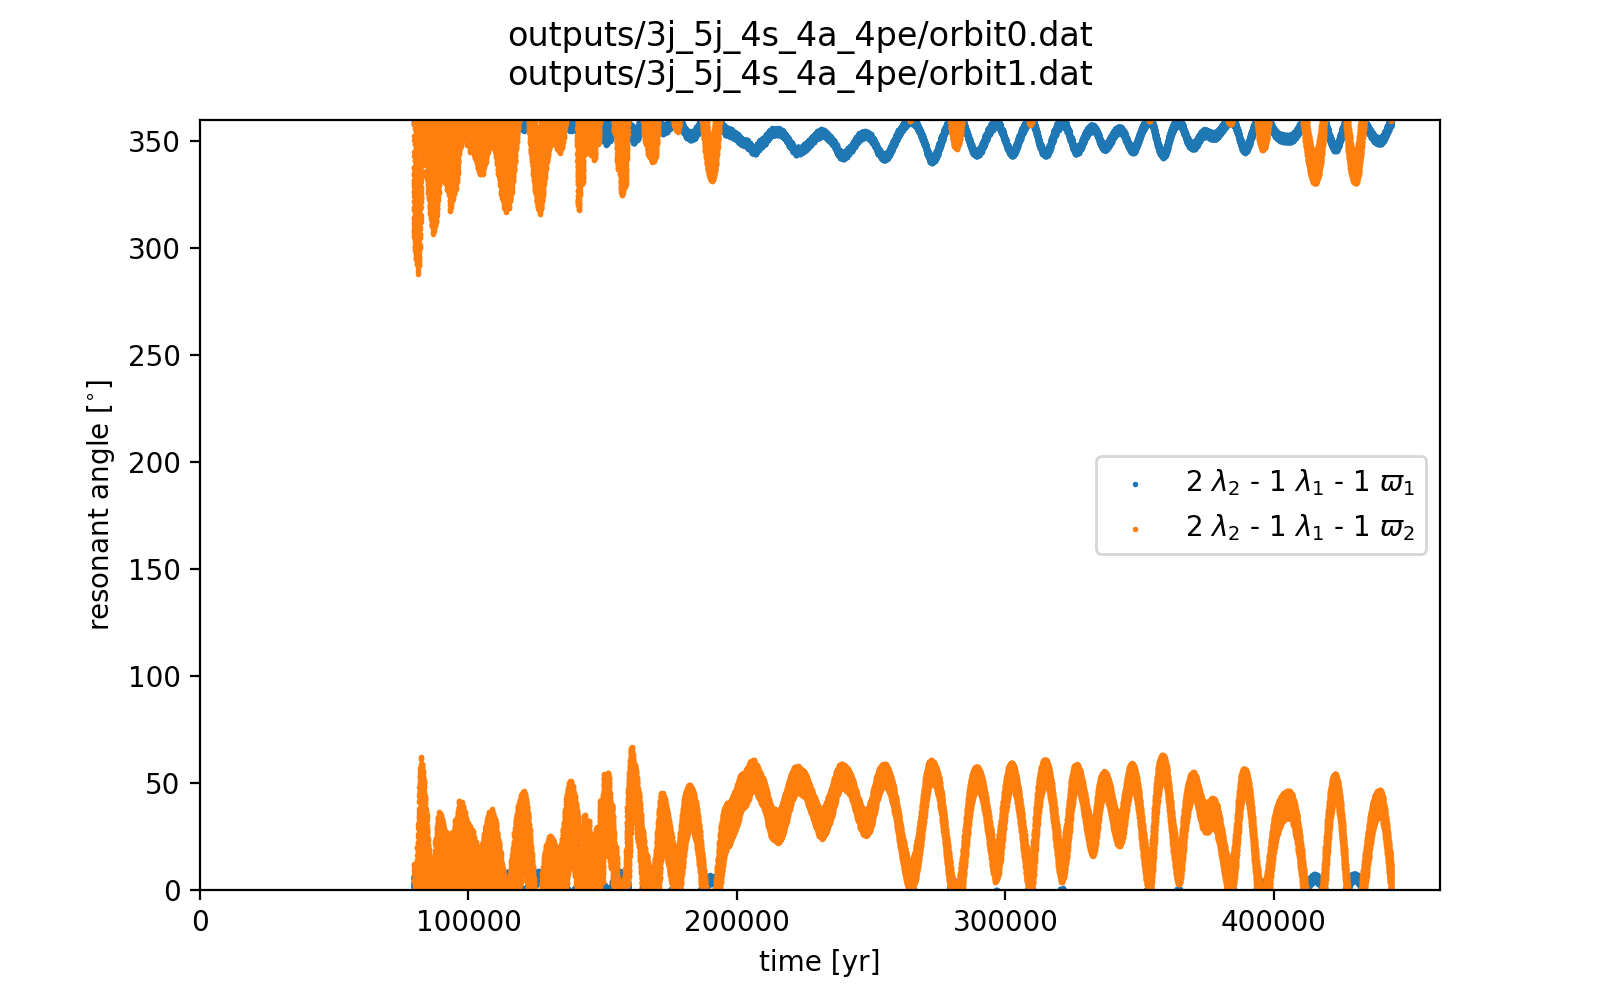 outputs/3j_5j_4s_4a_4pe/orbit0.dat
outputs/3j_5j_4s_4a_4pe/orbit1.dat
350
300
250
200
150
100
50
0
resonant angle [°]
2 λ₂ - 1 λ₁ - 1 ϖ₁
2 λ₂ - 1 λ₁ - 1 ϖ₂
0
100000
200000
300000
400000
time [yr]